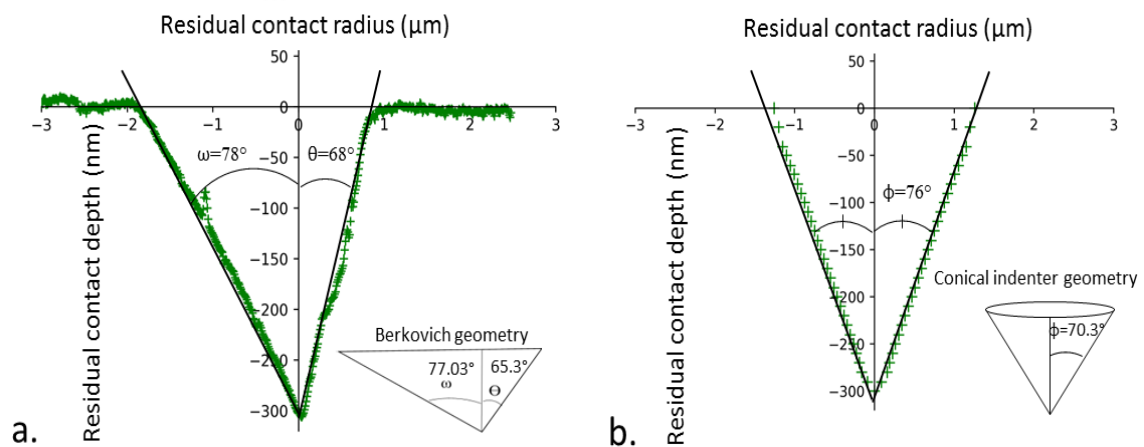 Residual contact radius (μm)
50
0
−3
−2
−1
0
1
2
3
ω=78°
θ=68°
−50
−100
−150
−200
−250
−300
Residual contact depth (nm)
Berkovich geometry
77.03°
ω
65.3°
Θ
a.
Residual contact radius (μm)
50
0
−3
−2
−1
0
1
2
3
−50
ϕ=76°
−100
−150
−200
−250
−300
Residual contact depth (nm)
Conical indenter geometry
ϕ=70.3°
b.